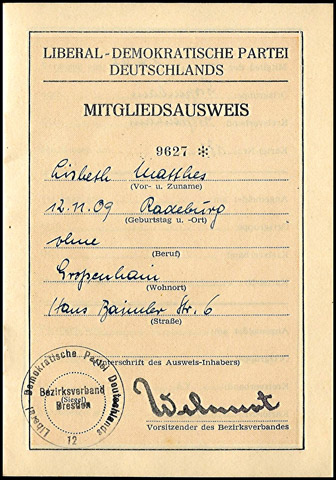 LIBERAL-DEMOKRATISCHE PARTEI
DEUTSCHLANDS
MITGLIEDSAUSWEIS
9627 *
Lisbeth Matthes
(Vor- u. Zuname)
12.11.09 Radeburg
(Geburtstag u. -Ort)
ohne
(Beruf)
Großenhain
(Wohnort)
Hans Str. 6
(Straße)
(Unterschrift des Ausweis-Inhabers)
Liberal Demokratische Partei Deutschlands
Bezirksverband
(Siegel)
Dresden
12
Vorsitzender des Bezirksverbandes